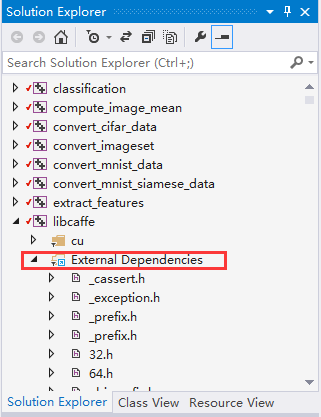 Solution Explorer
Search Solution Explorer (Ctrl+;)
classification
compute_image_mean
convert_cifar_data
convert_imageset
convert_mnist_data
convert_mnist_siamese_data
extract_features
libcaffe
cu
External Dependencies
_cassert.h
_exception.h
_prefix.h
_prefix.h
32.h
64.h
Solution Explorer Class View Resource View